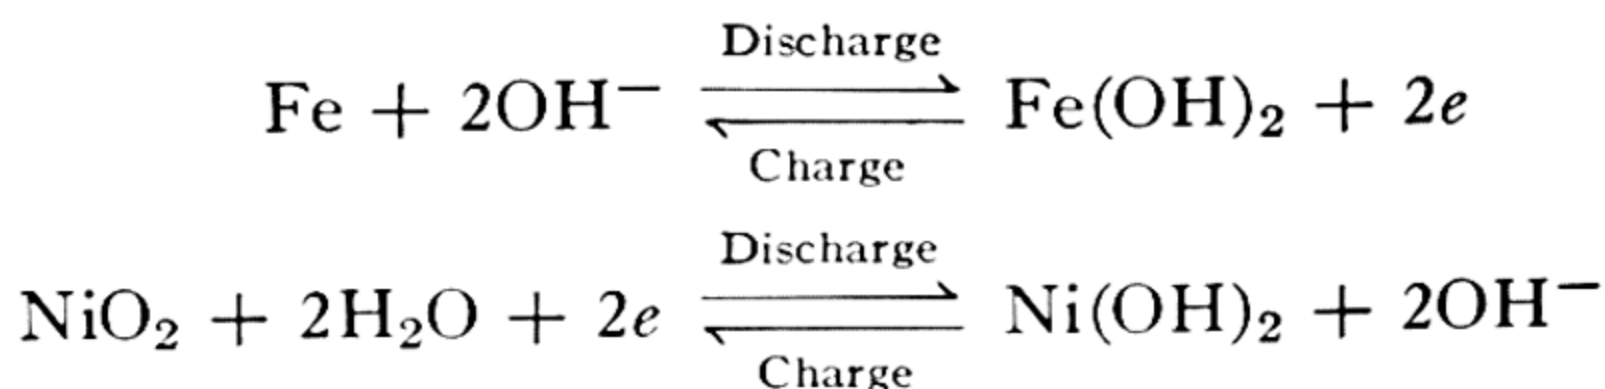 Discharge
Fe + 2OH⁻ ⇌ Fe(OH)₂ + 2e
Charge
Discharge
NiO₂ + 2H₂O + 2e ⇌ Ni(OH)₂ + 2OH⁻
Charge